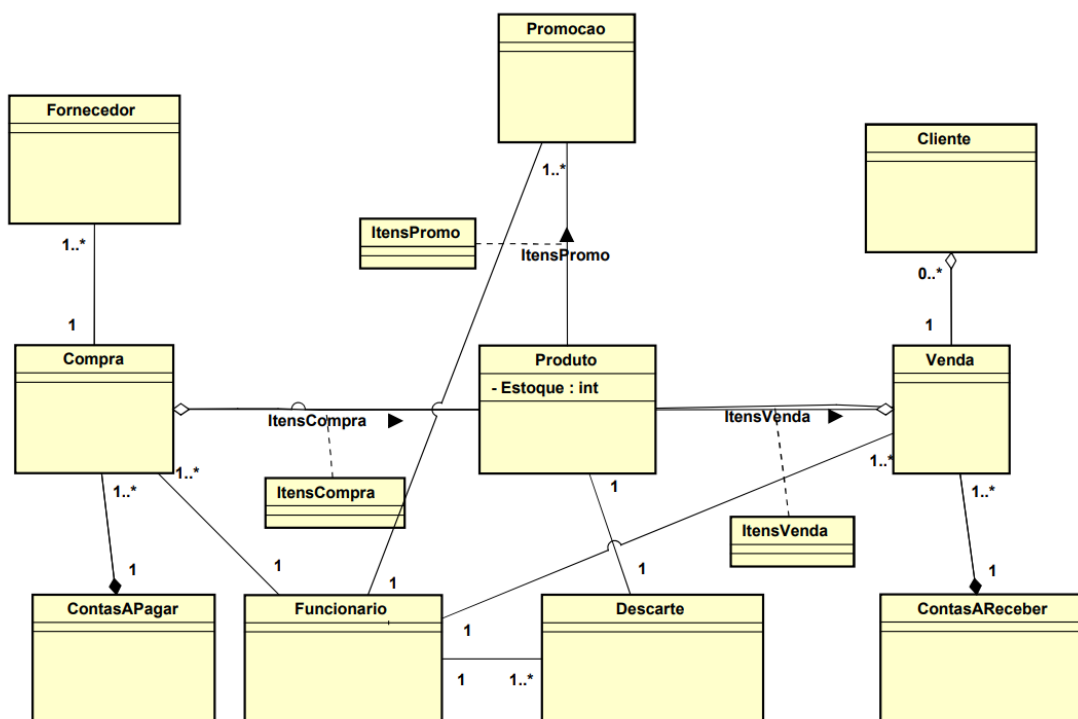 Promocao
Fornecedor
Cliente
1..*
ItensPromo
ItensPromo
1..*
0..*
1
1
Compra
Produto
- Estoque : int
Venda
ItensCompra
ItensVenda
1..*
1..*
1..*
1
1..*
ItensCompra
ItensVenda
1
1
1
1
1
ContasAPagar
Funcionario
Descarte
ContasAReceber
1
1
1..*